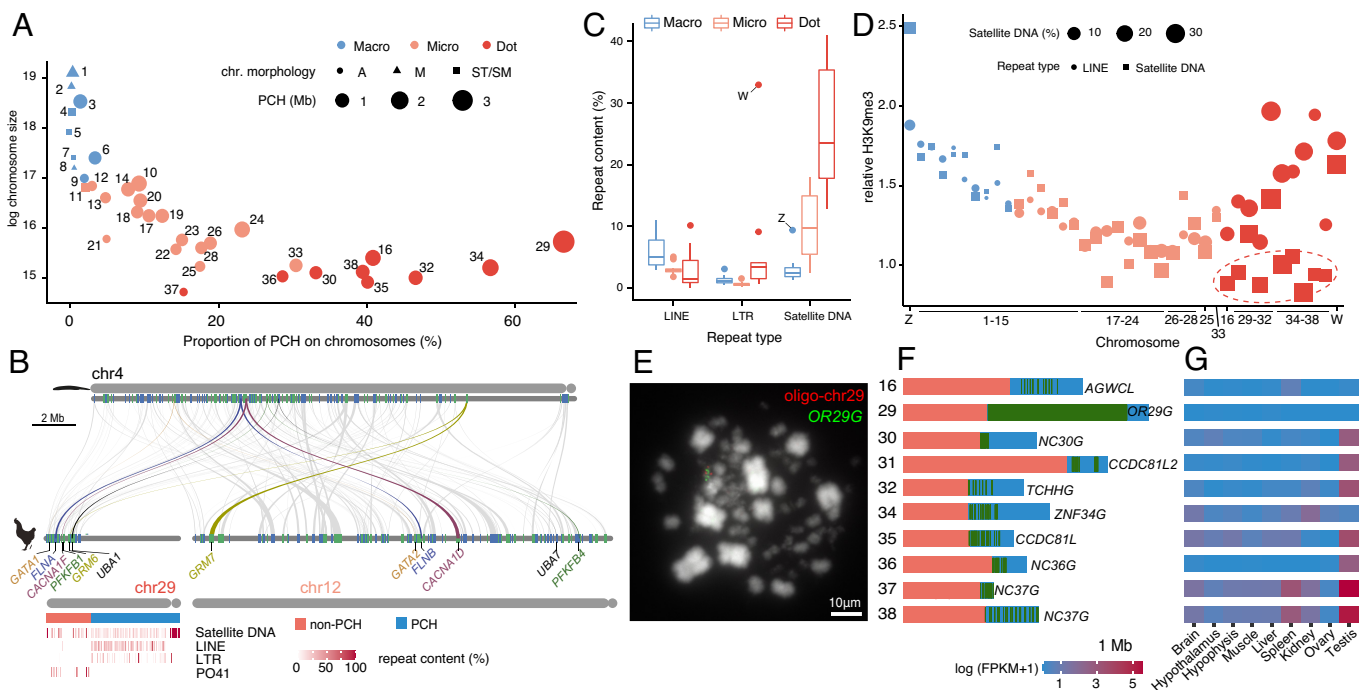 A
Macro Micro Dot
chr. morphology A M ST/SM
PCH (Mb) 1 2 3
log chromosome size
19
18
17
16
15
0 20 40 60
Proportion of PCH on chromosomes (%)
1
2
3
4
5
6
7
8
9
10
11
12
13
14
16
17
18
19
20
21
22
23
24
25
26
28
29
30
32
33
34
35
36
37
38
B
chr4
2 Mb
GATA1
FLNA
CACNA1F
PFKFB1
GRM6
UBA1
GRM7
GATA2
FLNB
CACNA1D
UBA7
PFKFB4
chr29
chr12
non-PCH PCH
Satellite DNA
LINE
LTR
PO41
0 50 100
repeat content (%)
C
Macro Micro Dot
Repeat content (%)
40
30
20
10
0
W
Z
LINE LTR Satellite DNA
Repeat type
D
Satellite DNA (%) 10 20 30
Repeat type LINE Satellite DNA
relative H3K9me3
2.5
2.0
1.5
1.0
Z 1-15 17-24 26-28 25 33 16 29-32 34-38 W
Chromosome
E
oligo-chr29
OR29G
10μm
F
16 AGWCL
29 OR29G
30 NC30G
31 CCDC81L2
32 TCHHG
34 ZNF34G
35 CCDC81L
36 NC36G
37 NC37G
38 NC37G
1 Mb
G
Brain
Hypothalamus
Hypophysis
Muscle
Liver
Spleen
Kidney
Ovary
Testis
log (FPKM+1)
1 3 5